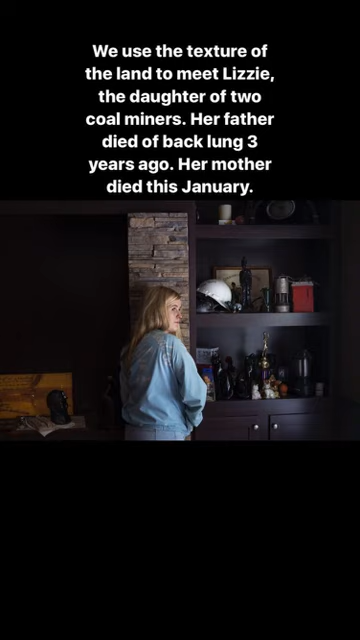 We use the texture of
the land to meet Lizzie,
the daughter of two
coal miners. Her father
died of back lung 3
years ago. Her mother
died this January.